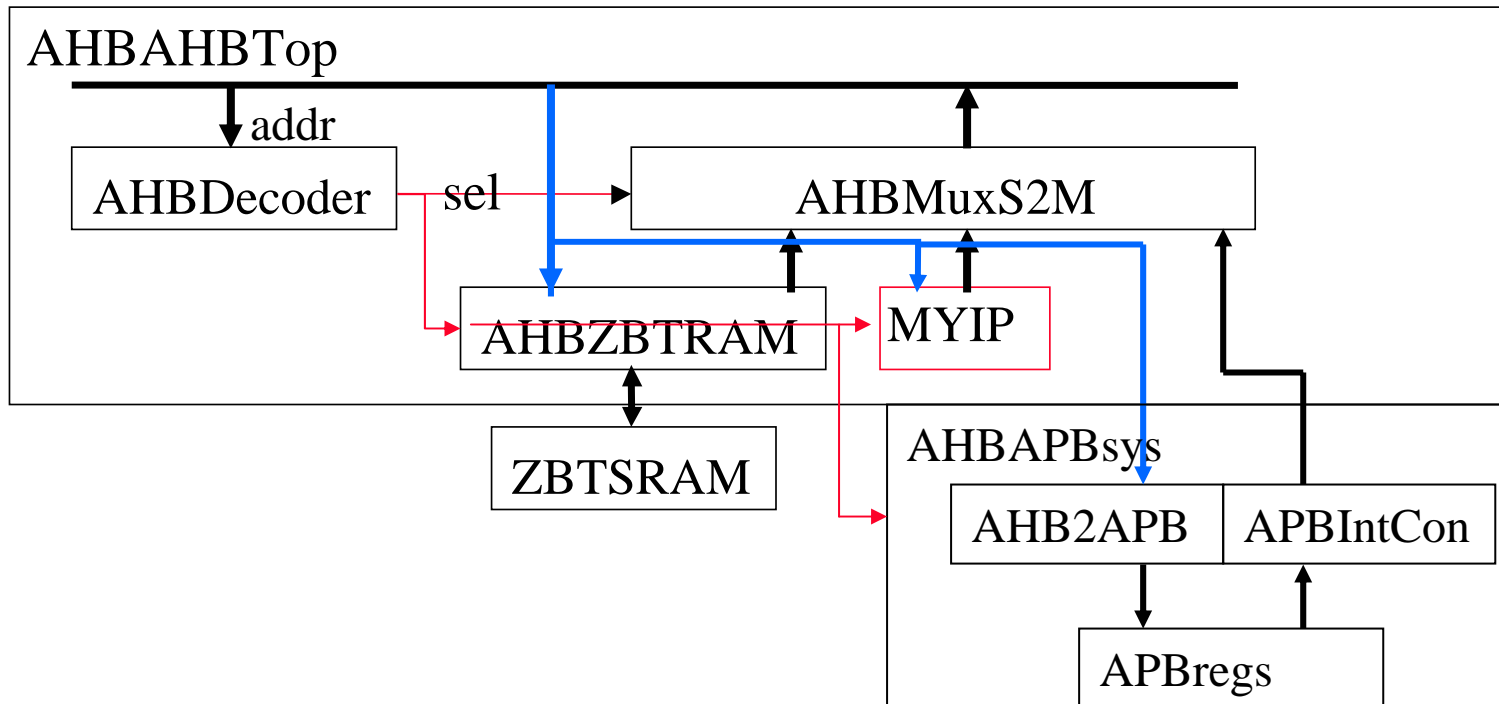 AHBAHBTop
addr
AHBDecoder
sel
AHBMuxS2M
AHBZBTRAM
MYIP
ZBTSRAM
AHBAPBsys
AHB2APB
APBIntCon
APBregs